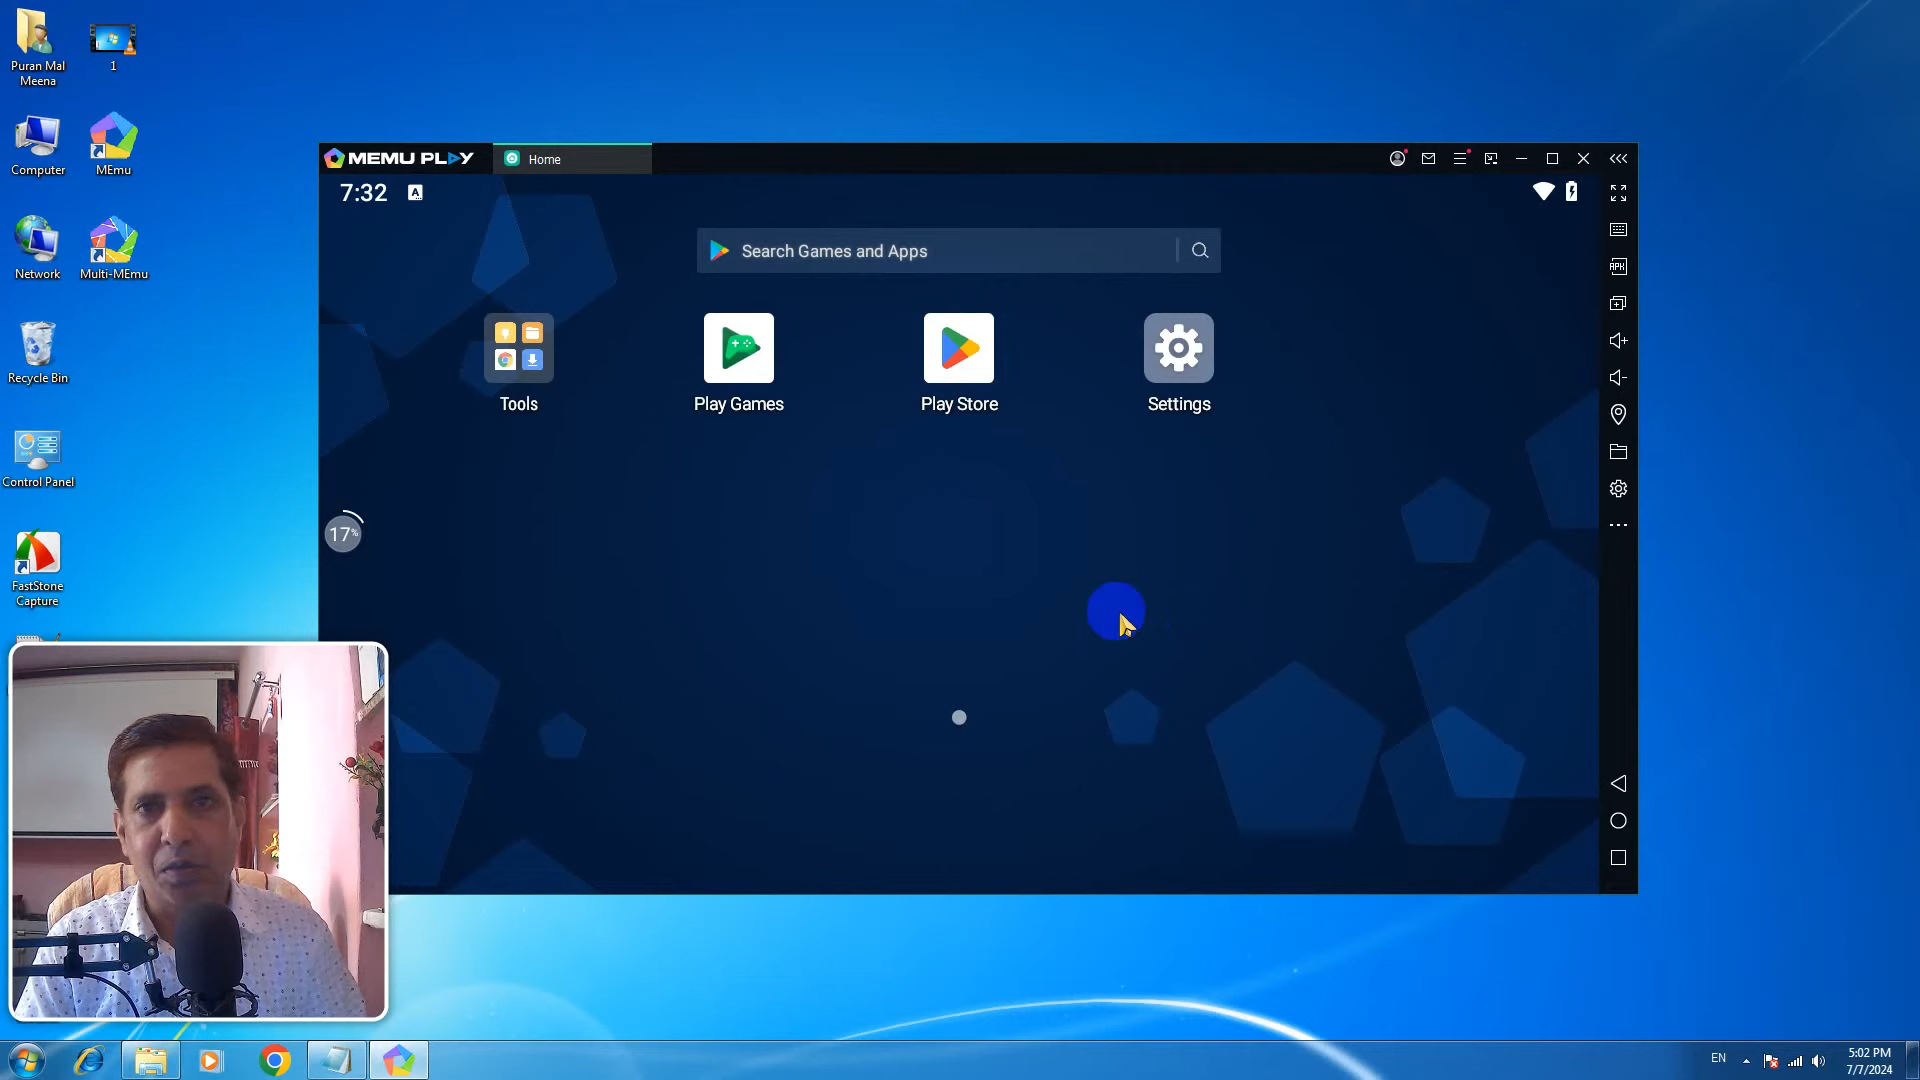 Puran Mal
Meena
1
Computer
MEmu
Network
Multi-MEmu
Recycle Bin
Control Panel
FastStone
Capture
MEMU PLAY
Home
7:32
A
Search Games and Apps
Tools
Play Games
Play Store
Settings
17%
APK
EN
5:02 PM
7/7/2024